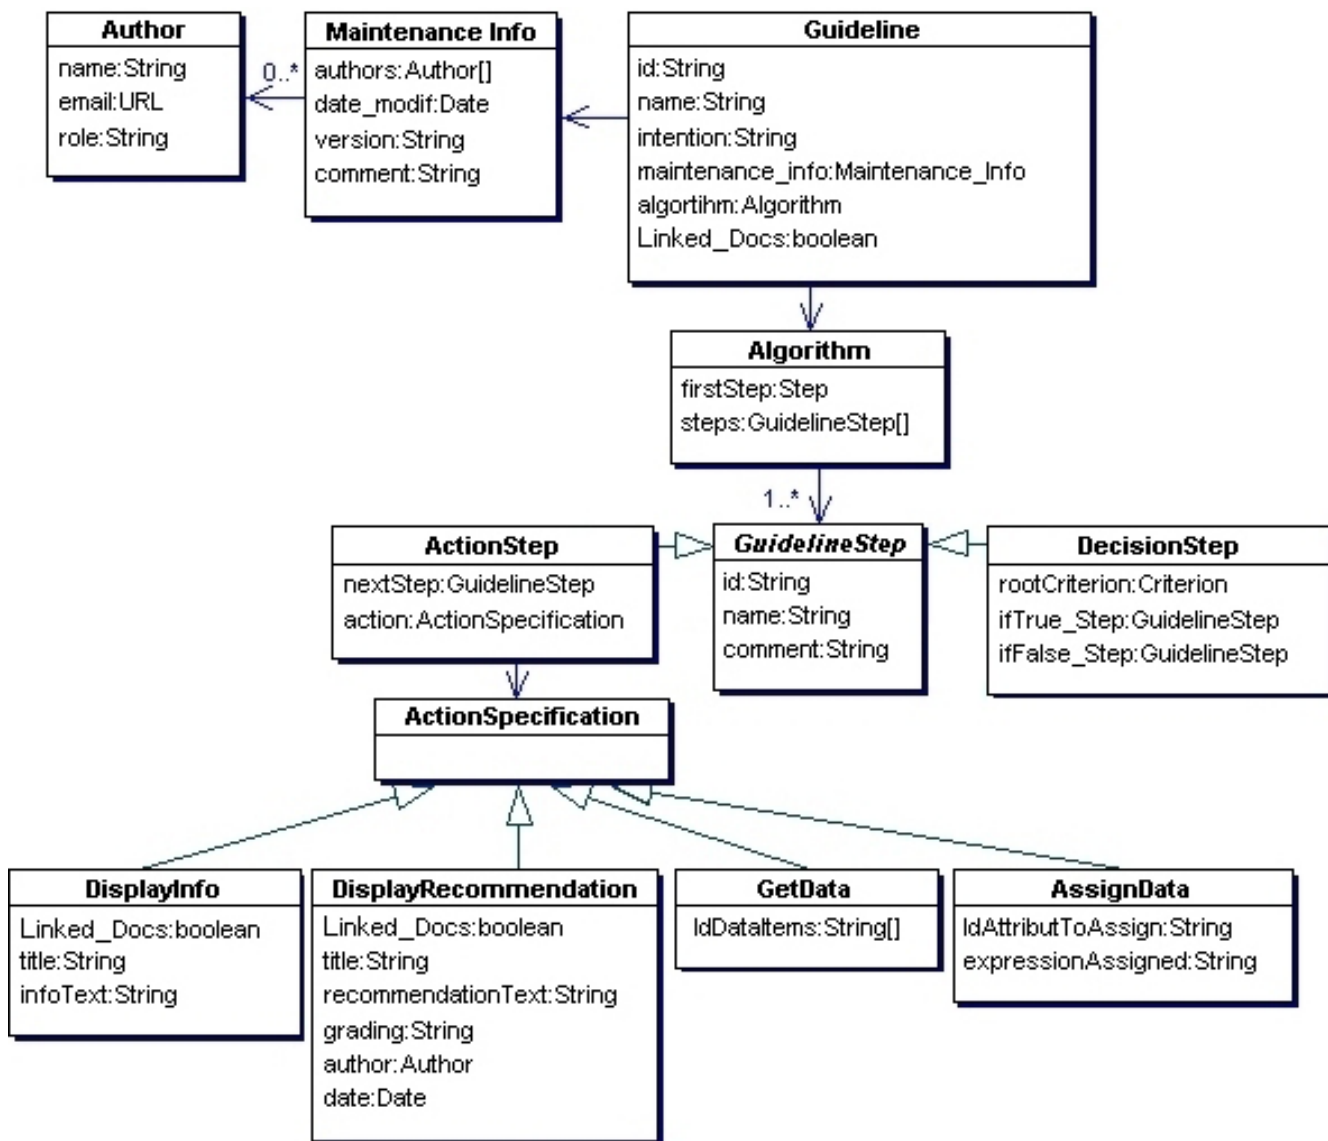 Author
name:String
email:URL
role:String
0..*
Maintenance Info
authors:Author[]
date_modif:Date
version:String
comment:String
Guideline
id:String
name:String
intention:String
maintenance_info:Maintenance_Info
algortihm:Algorithm
Linked_Docs:boolean
Algorithm
firstStep:Step
steps:GuidelineStep[]
1..*
ActionStep
nextStep:GuidelineStep
action:ActionSpecification
GuidelineStep
id:String
name:String
comment:String
DecisionStep
rootCriterion:Criterion
ifTrue_Step:GuidelineStep
ifFalse_Step:GuidelineStep
ActionSpecification
DisplayInfo
Linked_Docs:boolean
title:String
infoText:String
DisplayRecommendation
Linked_Docs:boolean
title:String
recommendationText:String
grading:String
author:Author
date:Date
GetData
IdDataItems:String[]
AssignData
IdAttributToAssign:String
expressionAssigned:String